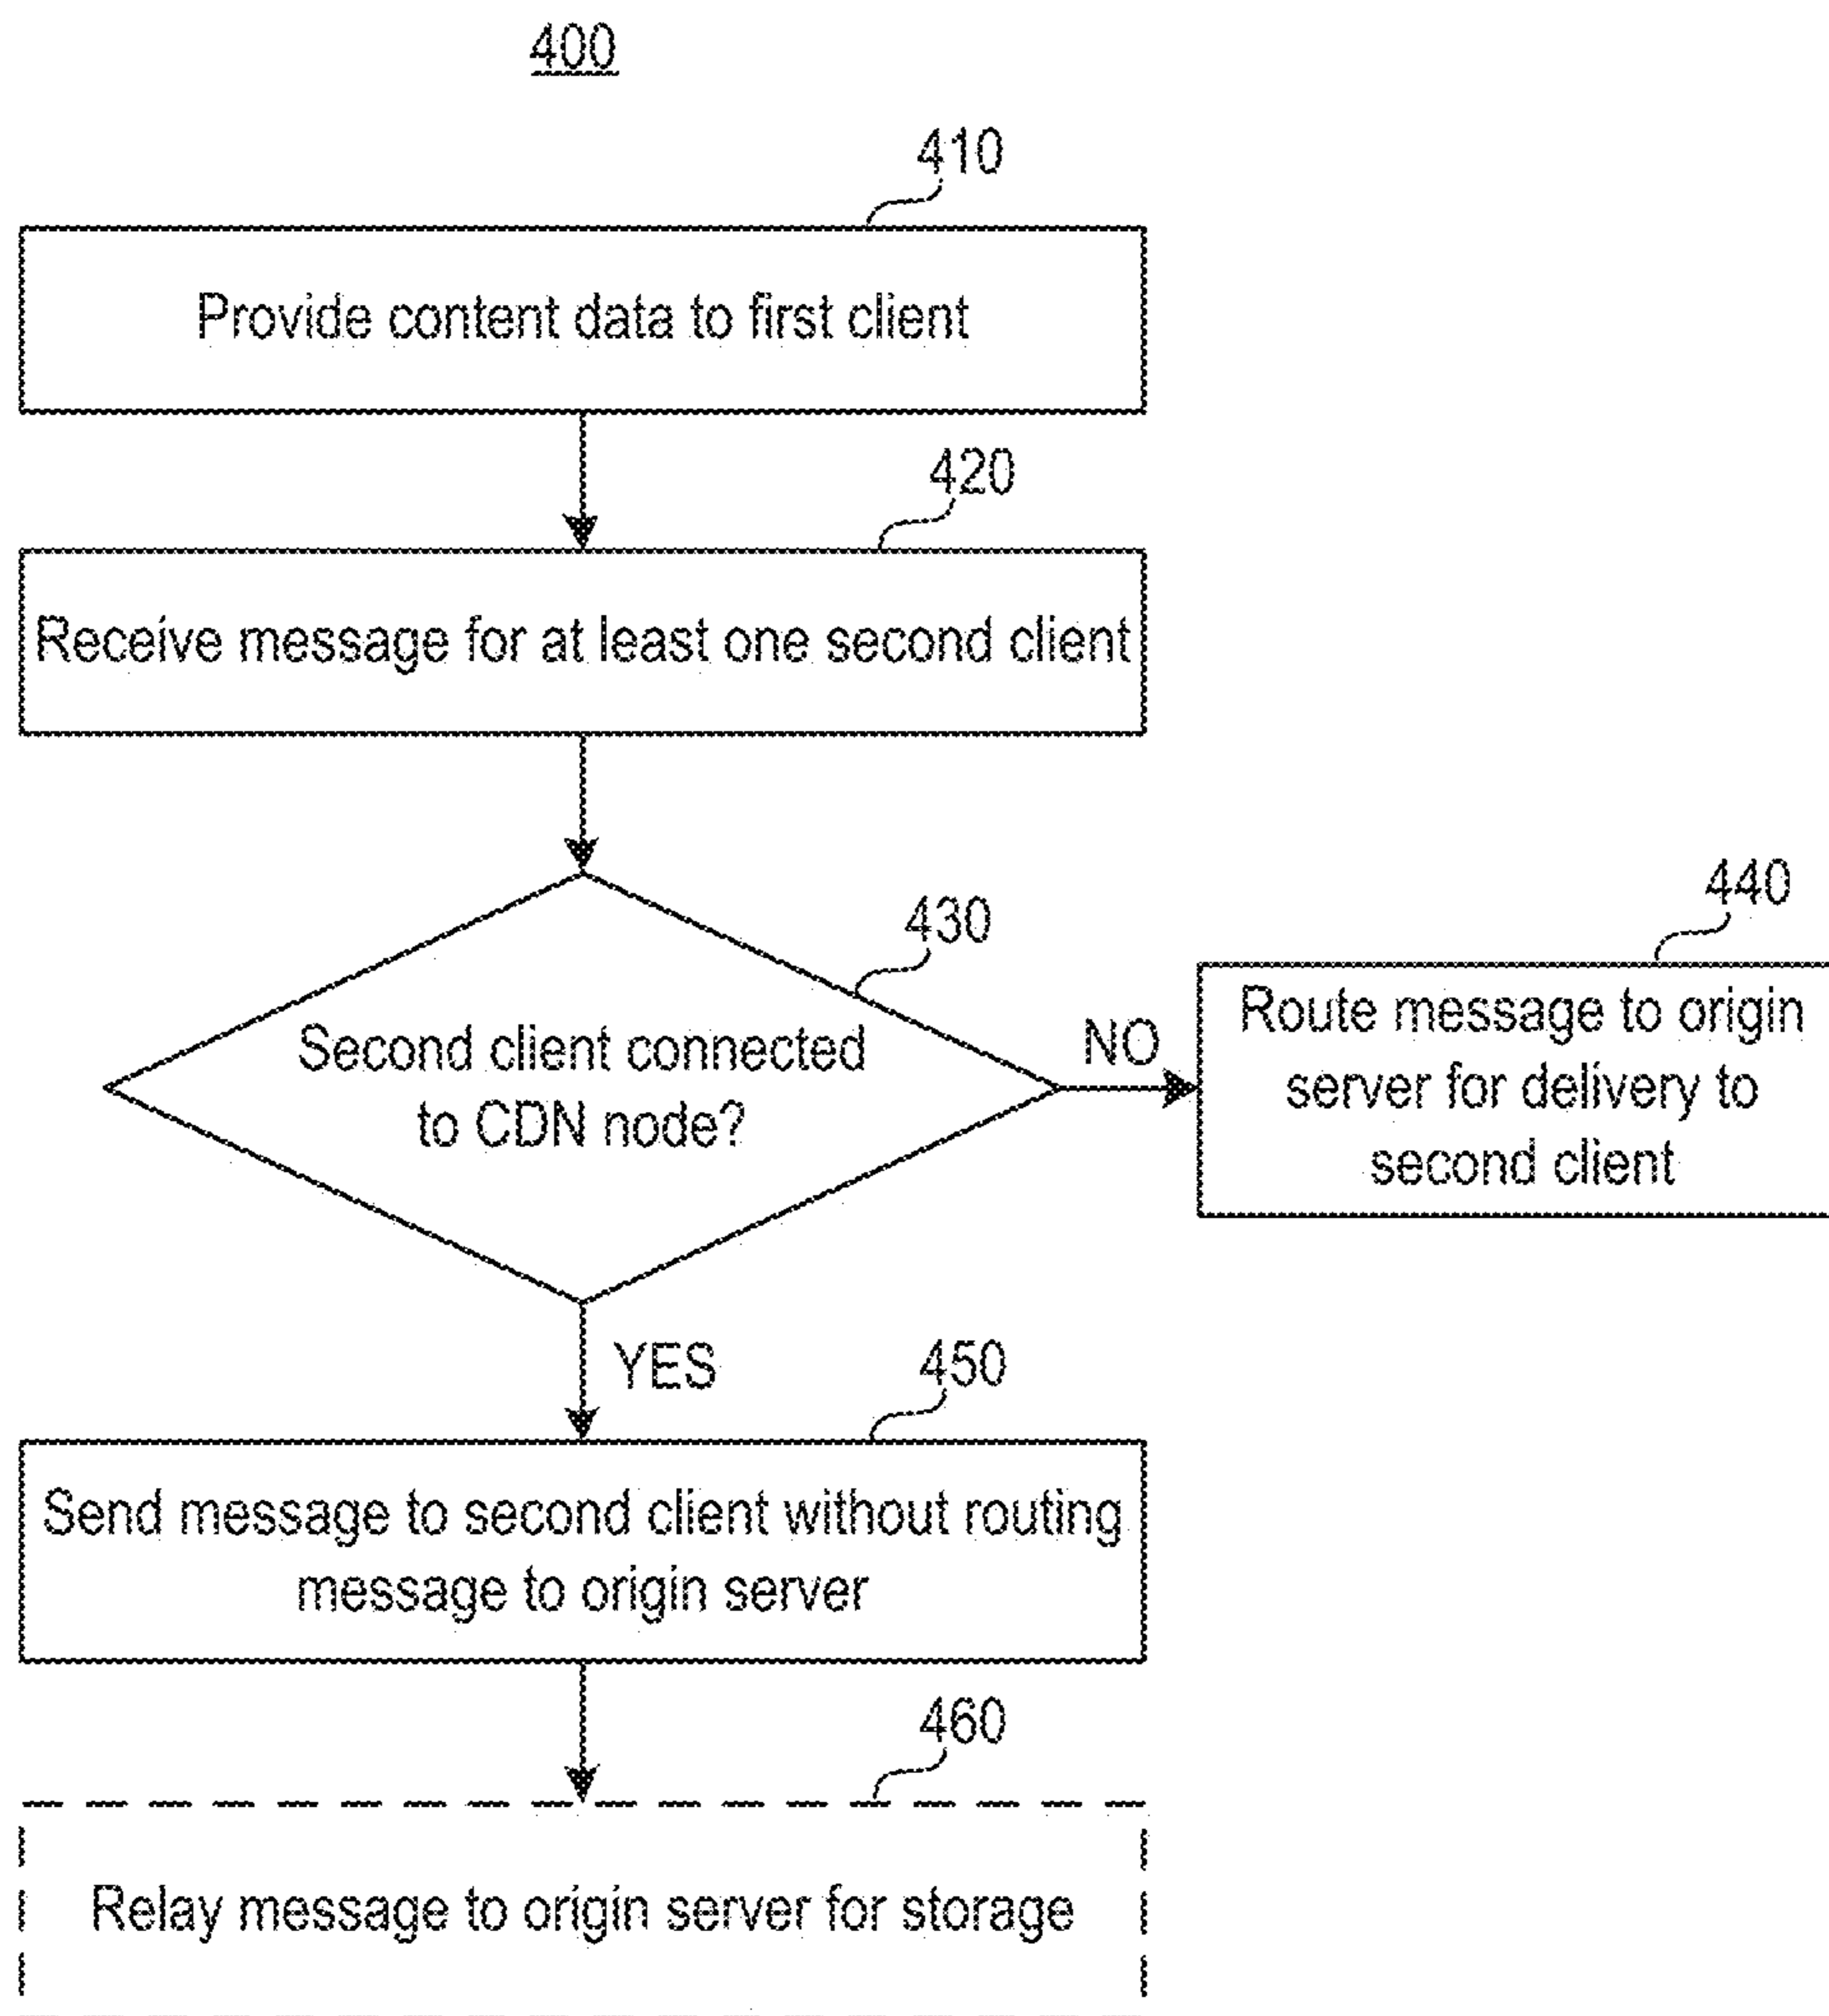 400
410
Provide content data to first client
420
Receive message for at least one second client
430
Second client connected
to CDN node?
NO
440
Route message to origin
server for delivery to
second client
YES
450
Send message to second client without routing
message to origin server
460
Relay message to origin server for storage